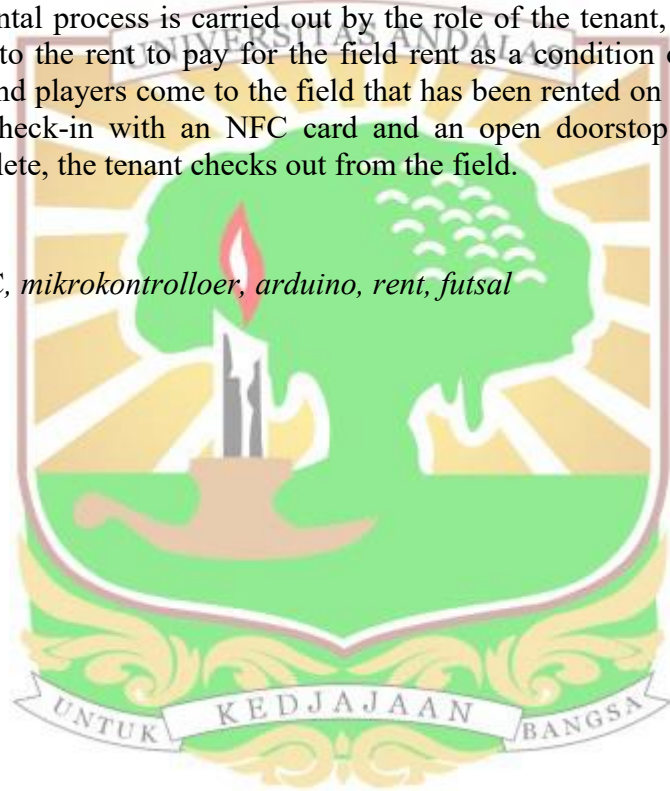 ntal process is carried out by the role of the tenant,
to the rent to pay for the field rent as a condition
nd players come to the field that has been rented on
heck-in with an NFC card and an open doorstop
lete, the tenant checks out from the field.
UNIVERSITAS ANDALAS
, mikrokontrolloer, arduino, rent, futsal
UNTUK KEDJAJAAN BANGSA